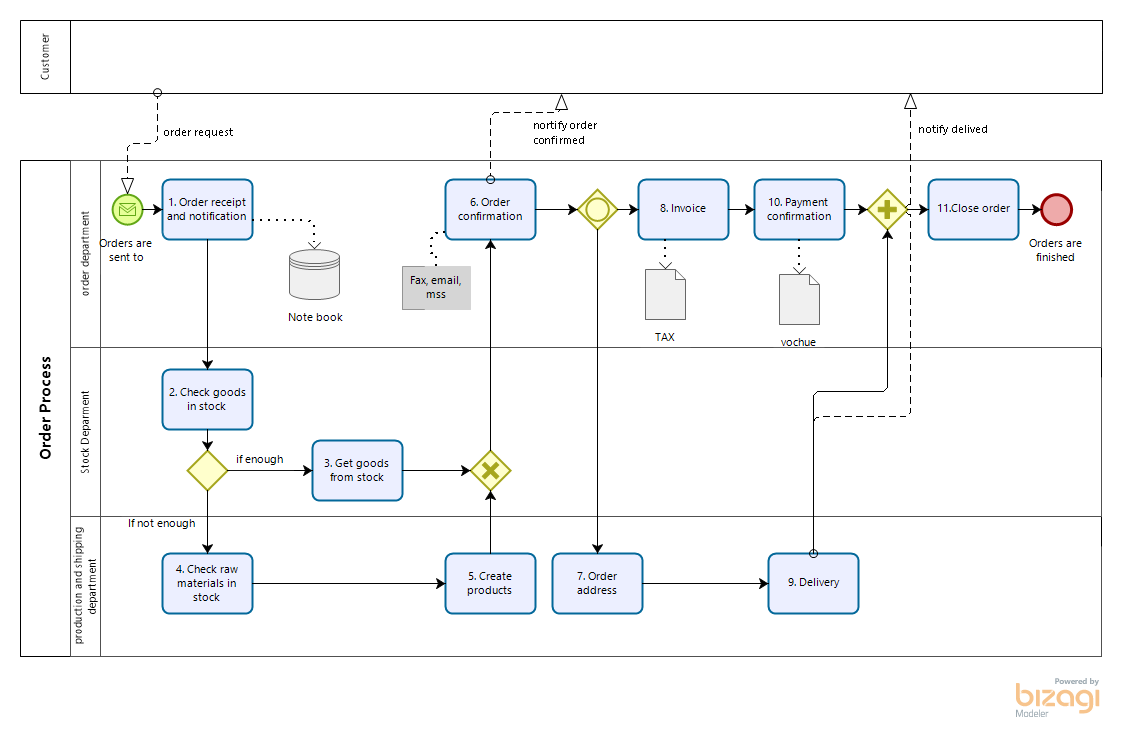 Customer
order request
nortify order
confirmed
notify delived
Order Process
order department
Orders are
sent to
1. Order receipt
and notification
Note book
Fax, email,
mss
6. Order
confirmation
8. Invoice
TAX
10. Payment
confirmation
vochue
11.Close order
Orders are
finished
Stock Deparment
2. Check goods
in stock
if enough
3. Get goods
from stock
If not enough
production and shipping
department
4. Check raw
materials in
stock
5. Create
products
7. Order
address
9. Delivery
Powered by
bizagi
Modeler